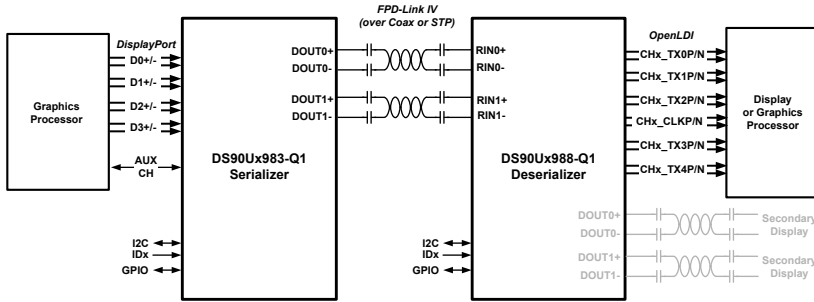 FPD-Link IV
(over Coax or STP)
DisplayPort
OpenLDI
Graphics
Processor
D0+/-
D1+/-
D2+/-
D3+/-
AUX
CH
I2C
IDx
GPIO
DS90Ux983-Q1
Serializer
DOUT0+
DOUT0-
DOUT1+
DOUT1-
RIN0+
RIN0-
RIN1+
RIN1-
DS90Ux988-Q1
Deserializer
I2C
IDx
GPIO
CHx_TX0P/N
CHx_TX1P/N
CHx_TX2P/N
CHx_CLKP/N
CHx_TX3P/N
CHx_TX4P/N
Display
or Graphics
Processor
DOUT0+
DOUT0-
DOUT1+
DOUT1-
Secondary
Display
Secondary
Display